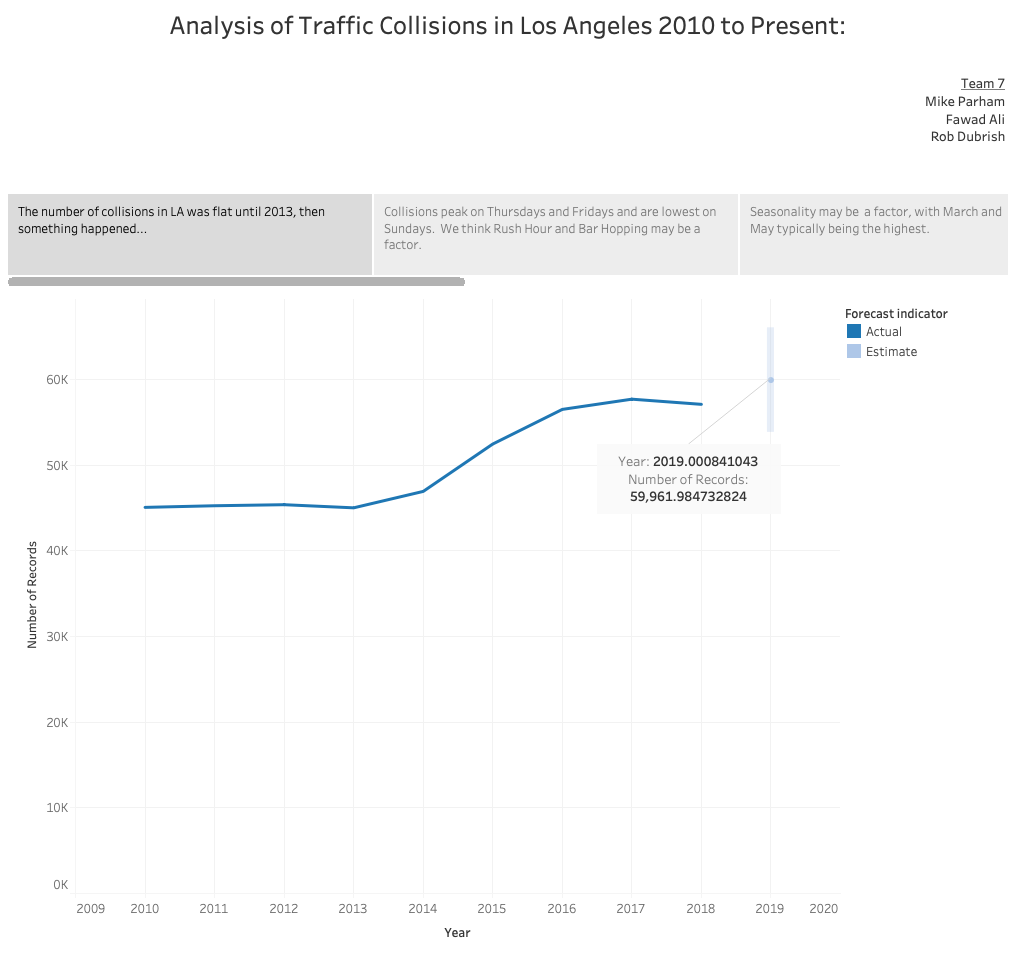 Analysis of Traffic Collisions in Los Angeles 2010 to Present:
Team 7
Mike Parham
Fawad Ali
Rob Dubrish
The number of collisions in LA was flat until 2013, then
something happened...
Collisions peak on Thursdays and Fridays and are lowest on
Sundays.  We think Rush Hour and Bar Hopping may be a
factor.
Seasonality may be  a factor, with March and
May typically being the highest.
Forecast indicator
Actual
Estimate
60K
50K
40K
30K
20K
10K
0K
Number of Records
Year: 2019.000841043
Number of Records:
59,961.984732824
2009 2010 2011 2012 2013 2014 2015 2016 2017 2018 2019 2020
Year